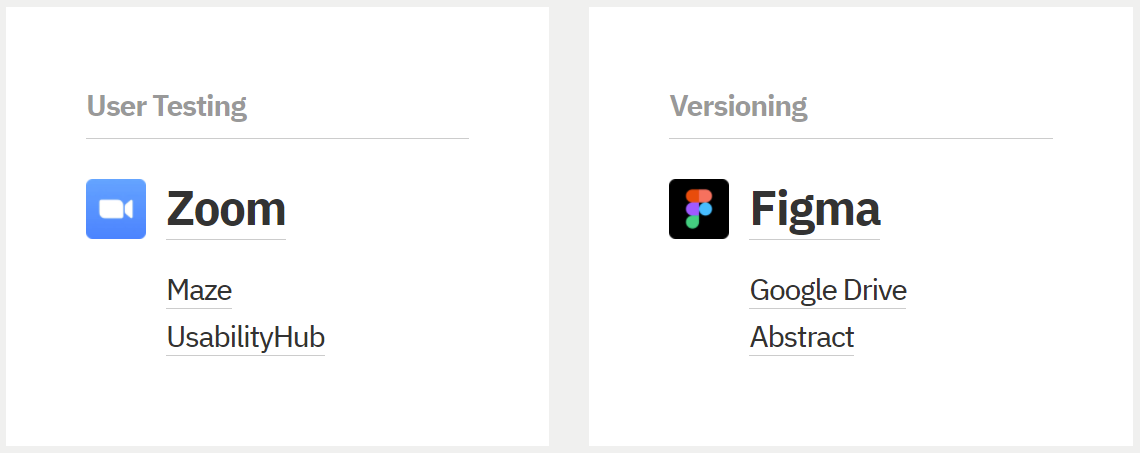 User Testing
Zoom
Maze
UsabilityHub
Versioning
Figma
Google Drive
Abstract